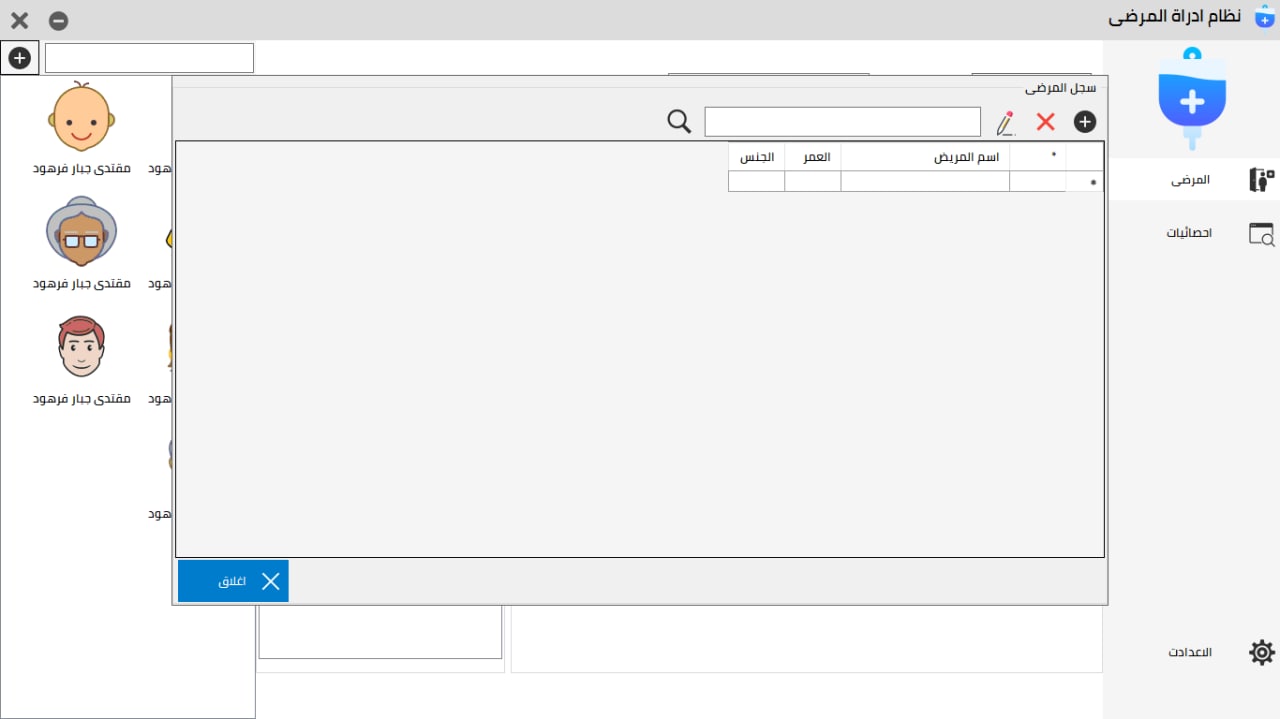 نظام ادراة المرضى
المرضى
احصائيات
الاعدادت
سجل المرضى
* اسم المريض العمر الجنس
اغلاق
مقتدى جبار فرهود
هود
مقتدى جبار فرهود
هود
مقتدى جبار فرهود
هود
هود